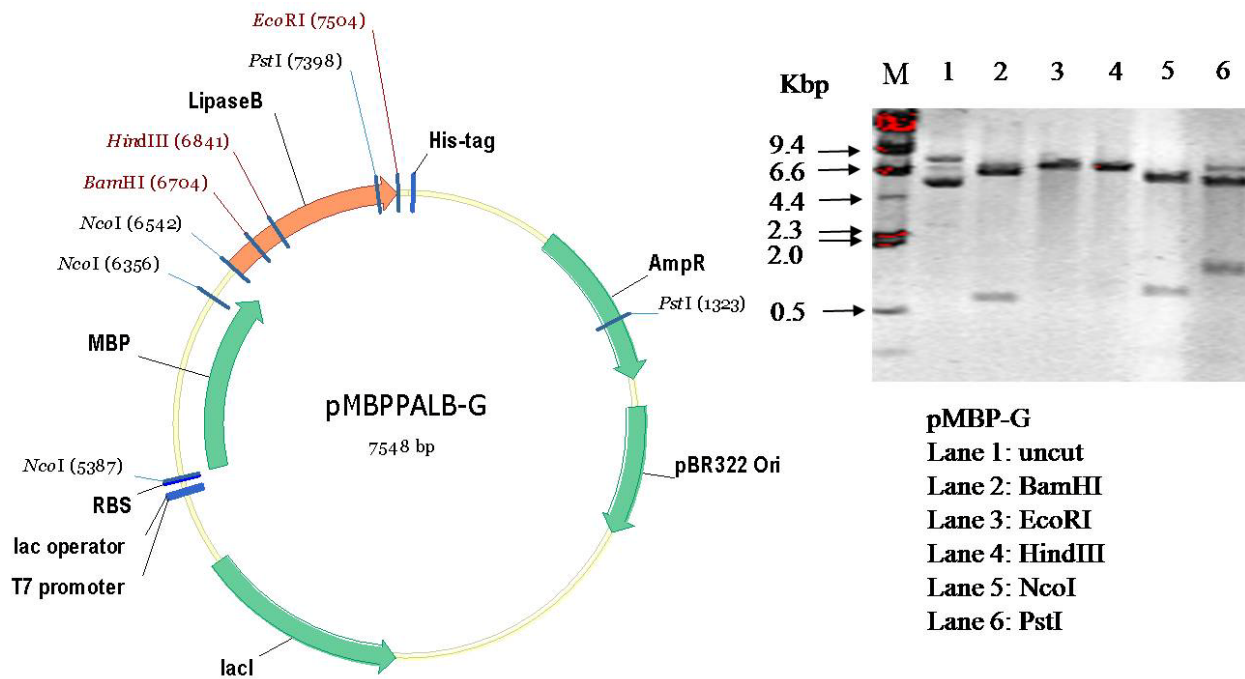 EcoRI (7504)
PstI (7398)
LipaseB
His-tag
HindIII (6841)
BamHI (6704)
NcoI (6542)
NcoI (6356)
AmpR
PstI (1323)
MBP
pMBPPALB-G
7548 bp
NcoI (5387)
RBS
pBR322 Ori
lac operator
T7 promoter
lacI
Kbp M 1 2 3 4 5 6
9.4
6.6
4.4
2.3
2.0
0.5
pMBP-G
Lane 1: uncut
Lane 2: BamHI
Lane 3: EcoRI
Lane 4: HindIII
Lane 5: NcoI
Lane 6: PstI